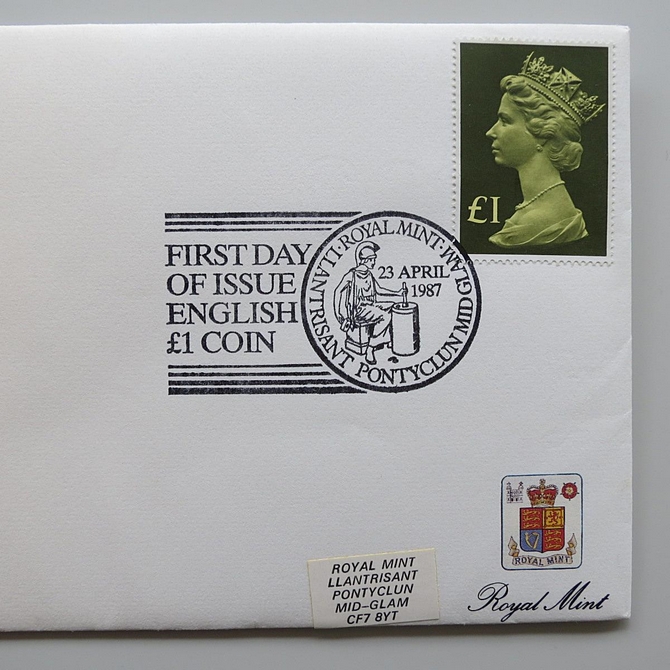 £1
FIRST DAY
OF ISSUE
ENGLISH
£1 COIN
LLANTRISANT · ROYAL MINT · MID GLAM
PONTYCLUN
23 APRIL
1987
ROYAL MINT
Royal Mint
ROYAL MINT
LLANTRISANT
PONTYCLUN
MID-GLAM
CF7 8YT